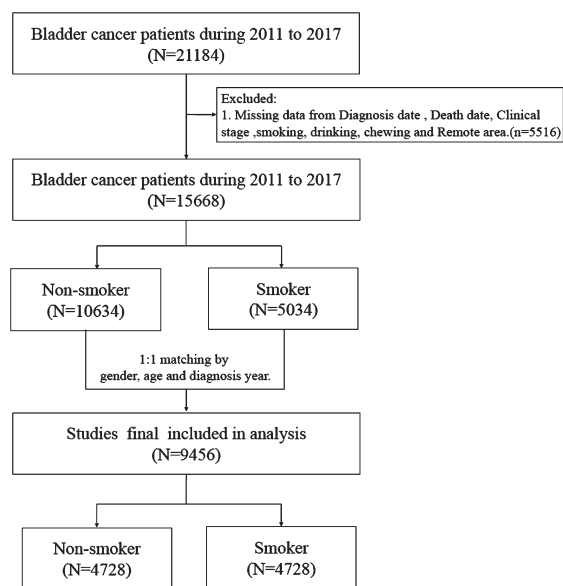 Bladder cancer patients during 2011 to 2017
(N=21184)
Excluded:
1. Missing data from Diagnosis date , Death date, Clinical
stage ,smoking, drinking, chewing and Remote area.(n=5516)
Bladder cancer patients during 2011 to 2017
(N=15668)
Non-smoker
(N=10634)
Smoker
(N=5034)
1:1 matching by
gender, age and diagnosis year.
Studies final included in analysis
(N=9456)
Non-smoker
(N=4728)
Smoker
(N=4728)